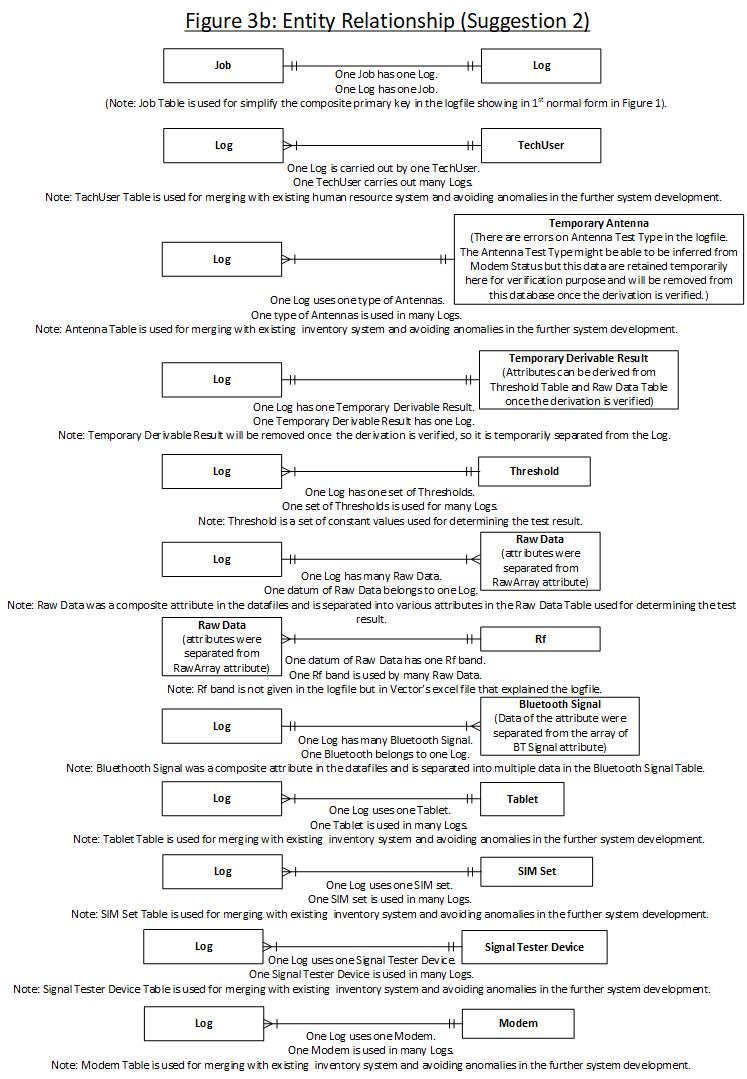 Figure 3b: Entity Relationship (Suggestion 2)
Job
Log
One Job has one Log.
One Log has one Job.
(Note: Job Table is used for simplify the composite primary key in the logfile showing in 1st normal form in Figure 1).
Log
TechUser
One Log is carried out by one TechUser.
One TechUser carries out many Logs.
Note: TachUser Table is used for merging with existing human resource system and avoiding anomalies in the further system development.
Log
Temporary Antenna
(There are errors on Antenna Test Type in the logfile.
The Antenna Test Type might be able to be inferred from
Modem Status but this data are retained temporarily
here for verification purpose and will be removed from
this database once the derivation is verified.)
One Log uses one type of Antennas.
One type of Antennas is used in many Logs.
Note: Antenna Table is used for merging with existing inventory system and avoiding anomalies in the further system development.
Log
Temporary Derivable Result
(Attributes can be derived from
Threshold Table and Raw Data Table
once the derivation is verified)
One Log has one Temporary Derivable Result.
One Temporary Derivable Result has one Log.
Note: Temporary Derivable Result will be removed once the derivation is verified, so it is temporarily separated from the Log.
Log
Threshold
One Log has one set of Thresholds.
One set of Thresholds is used for many Logs.
Note: Threshold is a set of constant values used for determining the test result.
Log
Raw Data
(attributes were
separated from
RawArray attribute)
One Log has many Raw Data.
One datum of Raw Data belongs to one Log.
Note: Raw Data was a composite attribute in the datafiles and is separated into various attributes in the Raw Data Table used for determining the test
result.
Raw Data
(attributes were
separated from
RawArray attribute)
Rf
One datum of Raw Data has one Rf band.
One Rf band is used by many Raw Data.
Note: Rf band is not given in the logfile but in Vector's excel file that explained the logfile.
Log
Bluetooth Signal
(Data of the attribute were
separated from the array of
BT Signal attribute)
One Log has many Bluetooth Signal.
One Bluetooth belongs to one Log.
Note: Bluethooth Signal was a composite attribute in the datafiles and is separated into multiple data in the Bluetooth Signal Table.
Log
Tablet
One Log uses one Tablet.
One Tablet is used in many Logs.
Note: Tablet Table is used for merging with existing inventory system and avoiding anomalies in the further system development.
Log
SIM Set
One Log uses one SIM set.
One SIM set is used in many Logs.
Note: SIM Set Table is used for merging with existing inventory system and avoiding anomalies in the further system development.
Log
Signal Tester Device
One Log uses one Signal Tester Device.
One Signal Tester Device is used in many Logs.
Note: Signal Tester Device Table is used for merging with existing inventory system and avoiding anomalies in the further system development.
Log
Modem
One Log uses one Modem.
One Modem is used in many Logs.
Note: Modem Table is used for merging with existing inventory system and avoiding anomalies in the further system development.